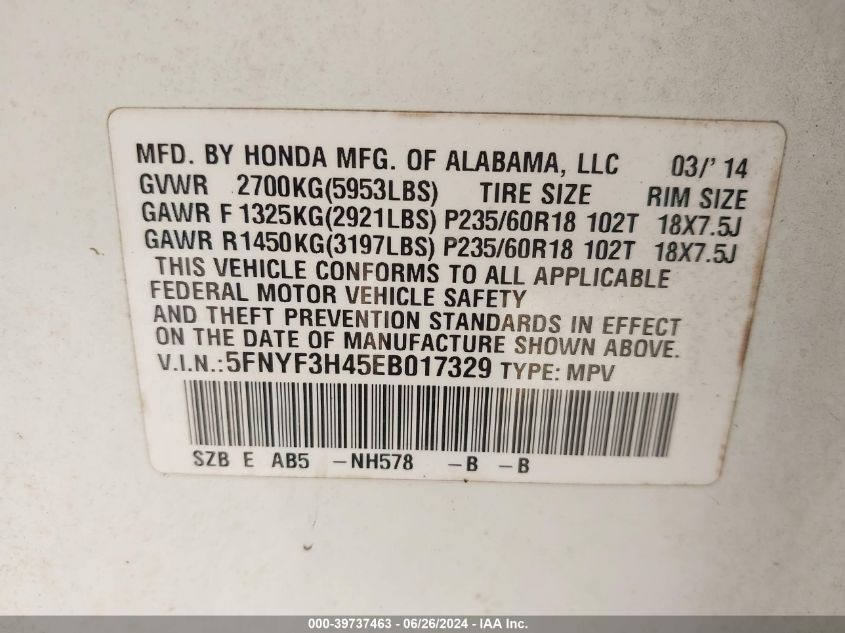 MFD. BY HONDA MFG. OF ALABAMA, LLC 03/' 14
GVWR 2700KG(5953LBS) TIRE SIZE RIM SIZE
GAWR F 1325KG(2921LBS) P235/60R18 102T 18X7.5J
GAWR R1450KG(3197LBS) P235/60R18 102T 18X7.5J
THIS VEHICLE CONFORMS TO ALL APPLICABLE
FEDERAL MOTOR VEHICLE SAFETY
AND THEFT PREVENTION STANDARDS IN EFFECT
ON THE DATE OF MANUFACTURE SHOWN ABOVE.
V.I.N.:5FNYF3H45EB017329 TYPE: MPV
SZB E AB5 –NH578 –B –B
000-39737463 - 06/26/2024 - IAA Inc.